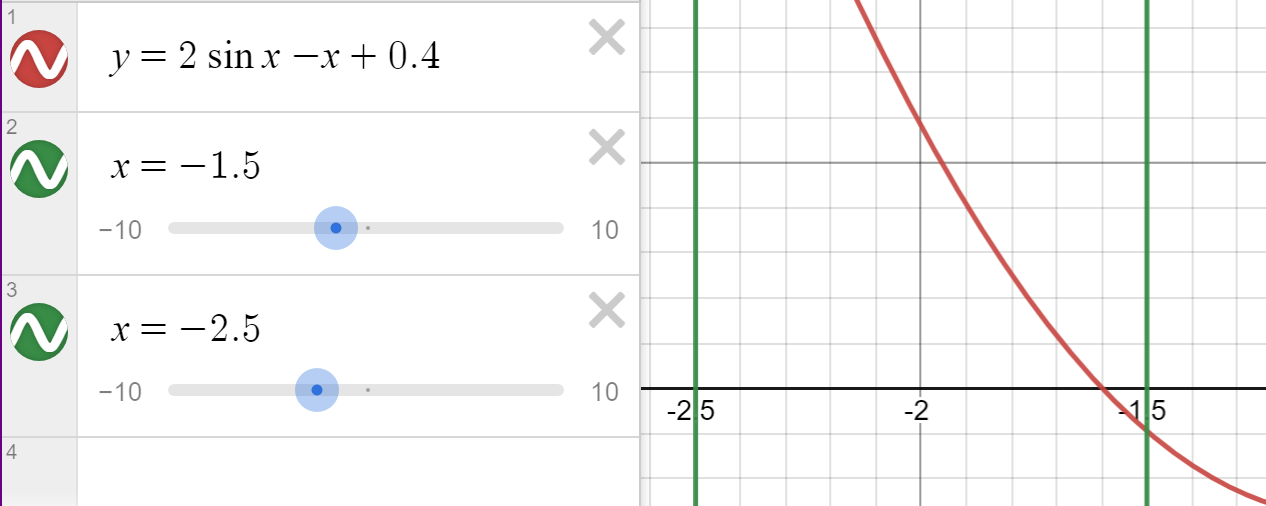 1
y = 2 sin x −x + 0.4
2
x = −1.5
−10 10
3
x = −2.5
−10 10
4
-2.5 -2 -1.5